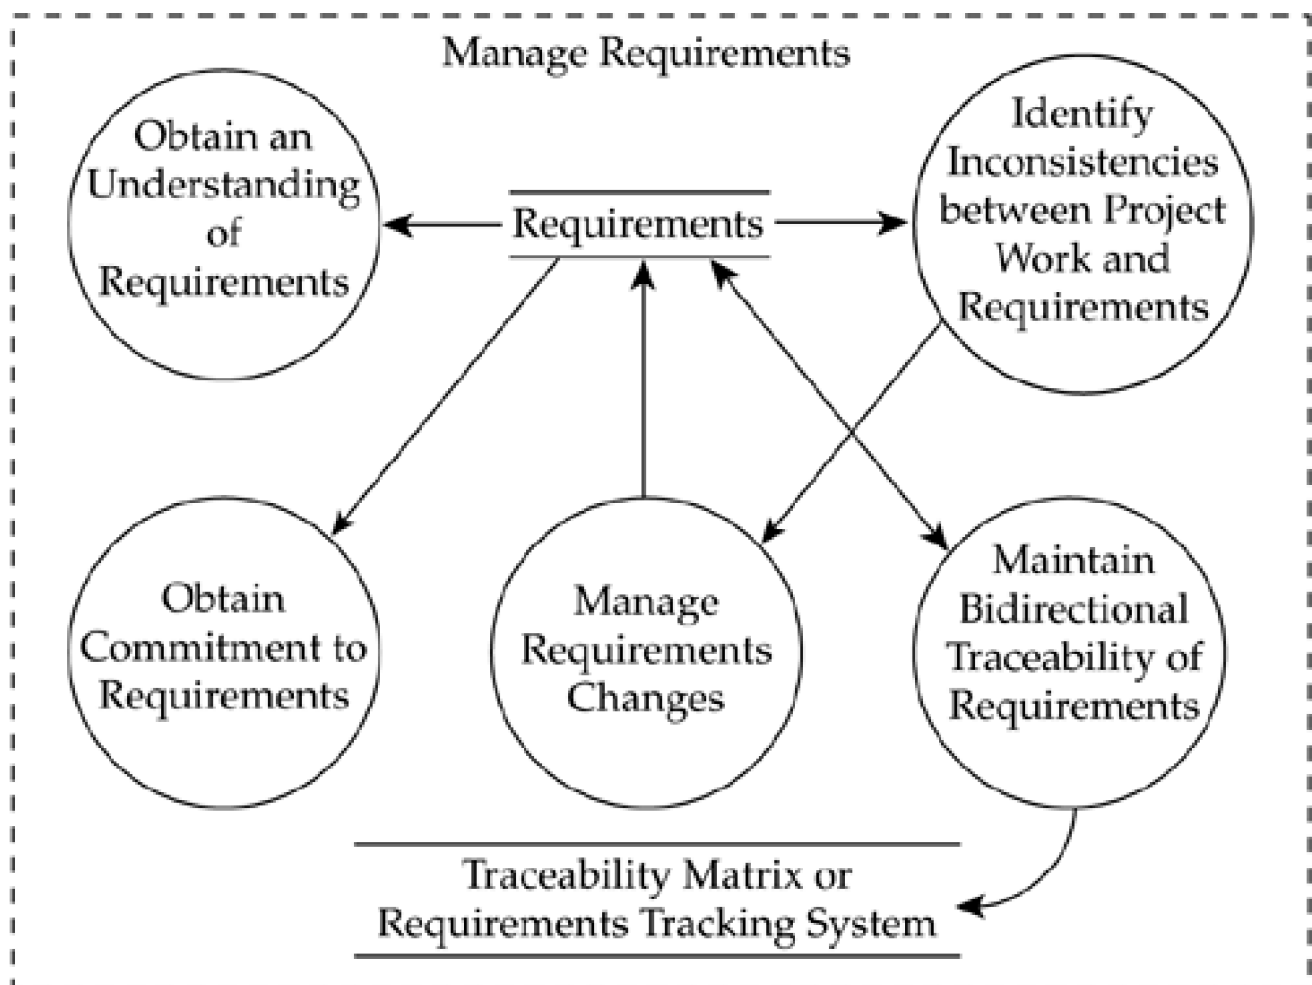 Manage Requirements
Obtain an
Understanding
of
Requirements
Requirements
Identify
Inconsistencies
between Project
Work and
Requirements
Obtain
Commitment to
Requirements
Manage
Requirements
Changes
Maintain
Bidirectional
Traceability of
Requirements
Traceability Matrix or
Requirements Tracking System